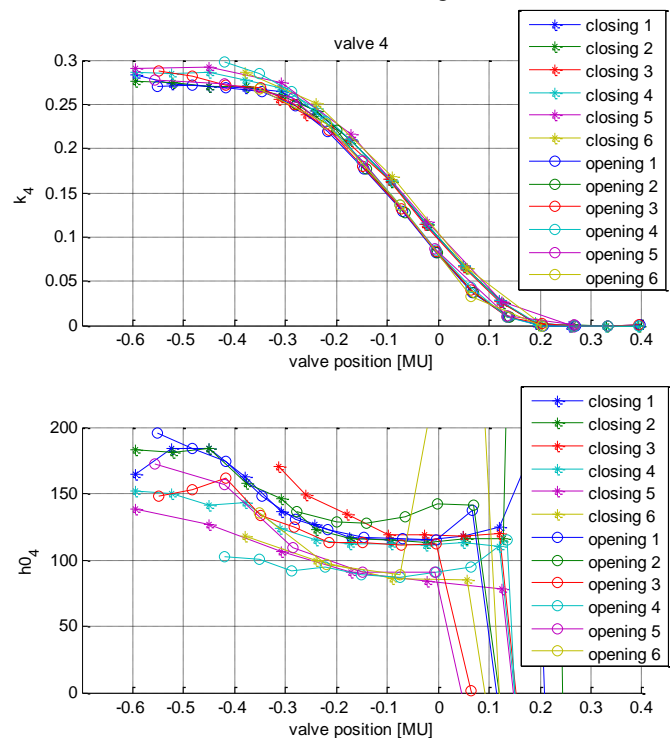 valve 4
closing 1
closing 2
closing 3
closing 4
closing 5
closing 6
opening 1
opening 2
opening 3
opening 4
opening 5
opening 6
0.3
0.25
0.2
0.15
0.1
0.05
0
k4
-0.6 -0.5 -0.4 -0.3 -0.2 -0.1 0 0.1 0.2 0.3 0.4
valve position [MU]
closing 1
closing 2
closing 3
closing 4
closing 5
closing 6
opening 1
opening 2
opening 3
opening 4
opening 5
opening 6
200
150
100
50
0
h04
-0.6 -0.5 -0.4 -0.3 -0.2 -0.1 0 0.1 0.2 0.3 0.4
valve position [MU]